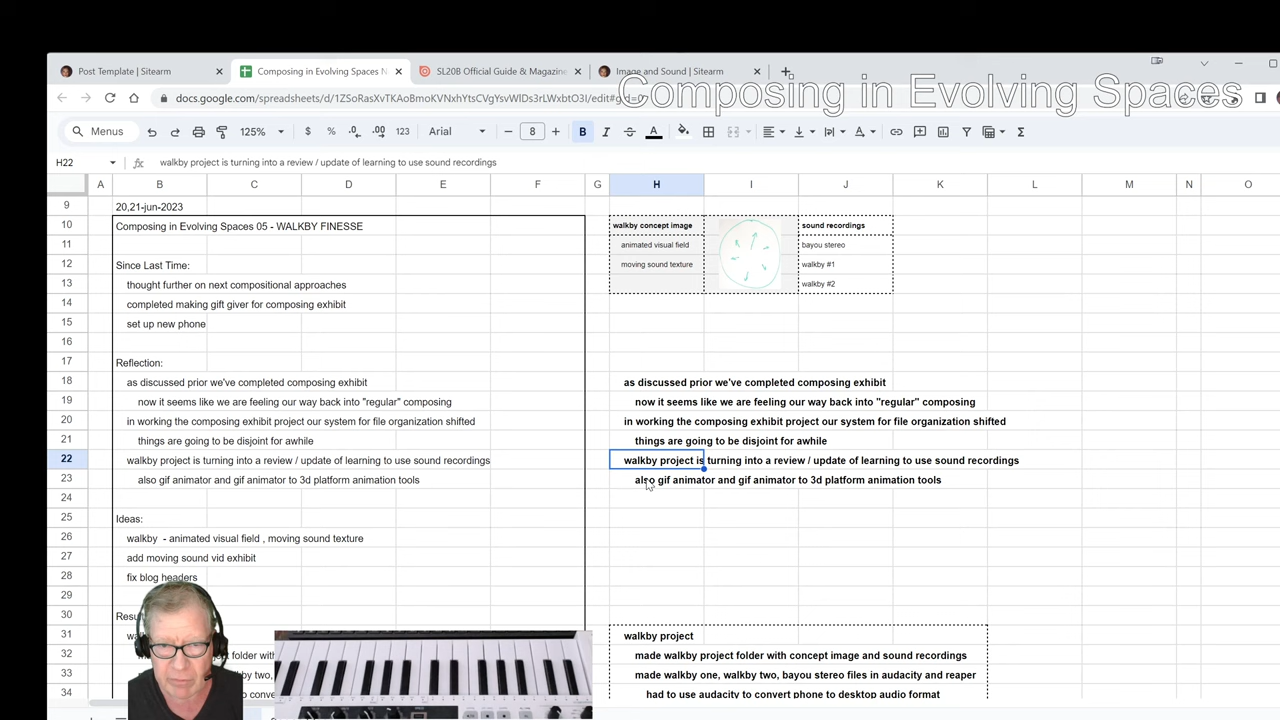 Post Template | Sitearm
Composing in Evolving Spaces N
SL20B Official Guide & Magazine
Image and Sound | Sitearm
docs.google.com/spreadsheets/d/1ZSoRasXvTKAoBmoKVNxhYtsCVgYsvWlDs3rLWxbtO3I/edit#gid=0
Composing in Evolving Spaces
Menus
125%
$ % .0 .00 123
Arial
8
B I A
H22
fx
walkby project is turning into a review / update of learning to use sound recordings
A B C D E F G H I J K L M N O
9 20,21-jun-2023
10 Composing in Evolving Spaces 05 - WALKBY FINESSE walkby concept image sound recordings
11 animated visual field bayou stereo
12 Since Last Time: moving sound texture walkby #1
13 thought further on next compositional approaches walkby #2
14 completed making gift giver for composing exhibit
15 set up new phone
16
17 Reflection:
18 as discussed prior we've completed composing exhibit as discussed prior we've completed composing exhibit
19 now it seems like we are feeling our way back into "regular" composing now it seems like we are feeling our way back into "regular" composing
20 in working the composing exhibit project our system for file organization shifted in working the composing exhibit project our system for file organization shifted
21 things are going to be disjoint for awhile things are going to be disjoint for awhile
22 walkby project is turning into a review / update of learning to use sound recordings walkby project is turning into a review / update of learning to use sound recordings
23 also gif animator and gif animator to 3d platform animation tools also gif animator and gif animator to 3d platform animation tools
24
25 Ideas:
26 walkby - animated visual field , moving sound texture
27 add moving sound vid exhibit
28 fix blog headers
29
30
31 walkby project
32 folder with made walkby project folder with concept image and sound recordings
33 walkby two, made walkby one, walkby two, bayou stereo files in audacity and reaper
34 to conve had to use audacity to convert phone to desktop audio format